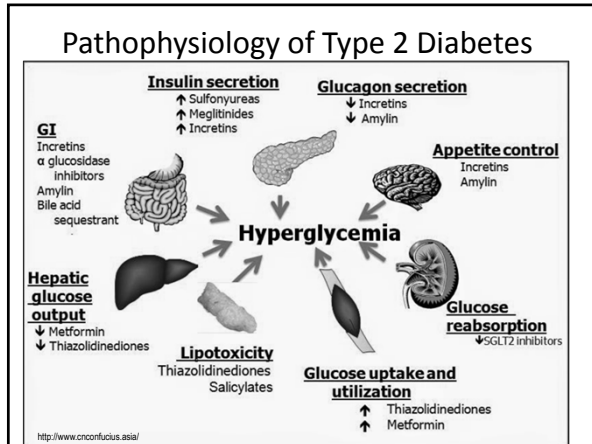 Pathophysiology of Type 2 Diabetes
Insulin secretion
↑ Sulfonyureas
↑ Meglitinides
↑ Incretins
Glucagon secretion
↓ Incretins
↓ Amylin
GI
Incretins
α glucosidase
inhibitors
Amylin
Bile acid
sequestrant
Appetite control
Incretins
Amylin
Hyperglycemia
Hepatic
glucose
output
↓ Metformin
↓ Thiazolidinediones
Lipotoxicity
Thiazolidinediones
Salicylates
Glucose uptake and
utilization
↑ Thiazolidinediones
↑ Metformin
Glucose
reabsorption
↓SGLT2 inhibitors
http://www.cnconfucius.asia/